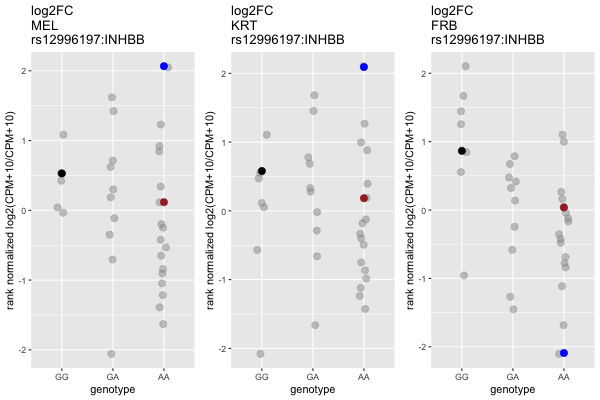 log2FC
MEL
rs12996197:INHBB
rank normalized log2(CPM+10/CPM+10)
2
1
0
-1
-2
GG
GA
AA
genotype
log2FC
KRT
rs12996197:INHBB
rank normalized log2(CPM+10/CPM+10)
2
1
0
-1
-2
GG
GA
AA
genotype
log2FC
FRB
rs12996197:INHBB
rank normalized log2(CPM+10/CPM+10)
2
1
0
-1
-2
GG
GA
AA
genotype